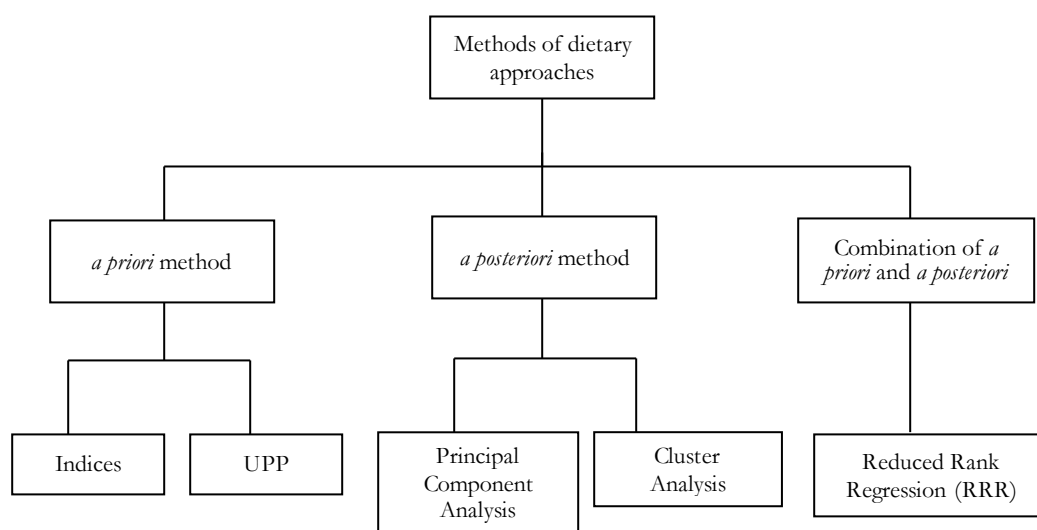 Methods of dietary
approaches
a priori method
a posteriori method
Combination of a
priori and a posteriori
Indices
UPP
Principal
Component
Analysis
Cluster
Analysis
Reduced Rank
Regression (RRR)